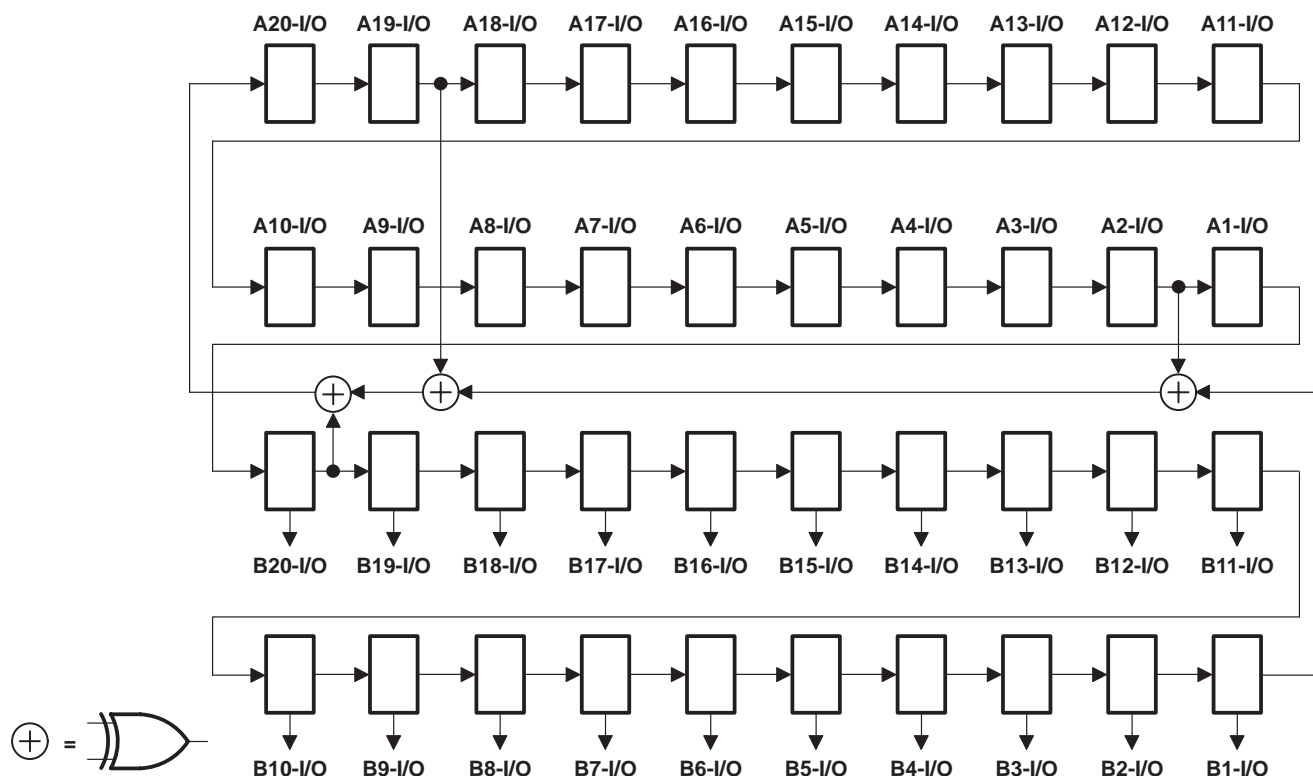 A20-I/O A19-I/O A18-I/O A17-I/O A16-I/O A15-I/O A14-I/O A13-I/O A12-I/O A11-I/O
A10-I/O A9-I/O A8-I/O A7-I/O A6-I/O A5-I/O A4-I/O A3-I/O A2-I/O A1-I/O
B20-I/O B19-I/O B18-I/O B17-I/O B16-I/O B15-I/O B14-I/O B13-I/O B12-I/O B11-I/O
=
B10-I/O B9-I/O B8-I/O B7-I/O B6-I/O B5-I/O B4-I/O B3-I/O B2-I/O B1-I/O